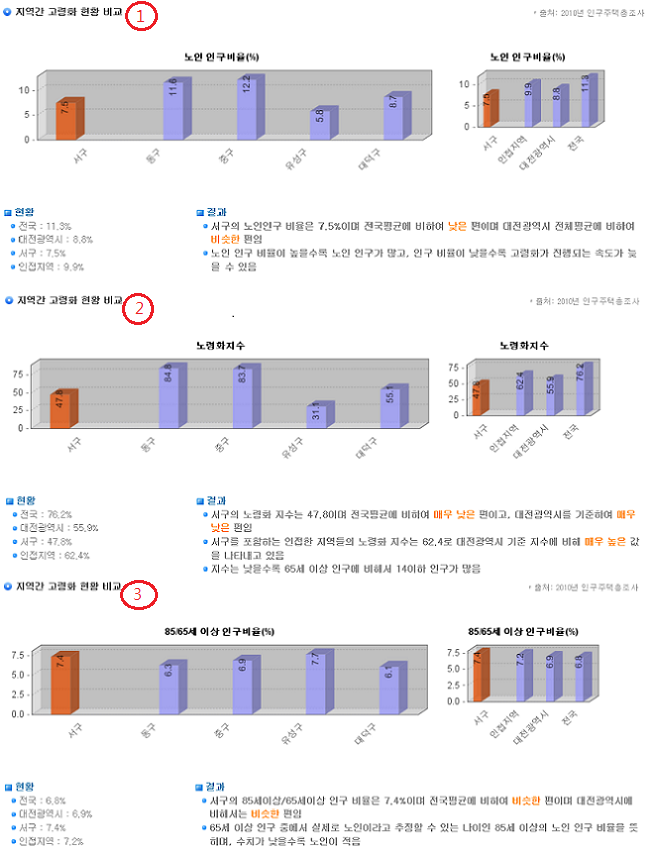 지역간 고령화 현황 비교 1 출처: 2010년 인구주택총조사
노인 인구비율(%) 노인 인구비율(%)
10 5 0
7.5 11.6 12.2 5.8 8.7
서구 동구 중구 유성구 대덕구
10 5 0
7.5 9.9 8.8 11.3
서구 인접지역 대전광역시 전국
현황 결과
전국 : 11,3%
대전광역시 : 8,8%
서구 : 7,5%
인접지역 : 9,9%
서구의 노인인구 비율은 7,5%이며 전국평균에 비하여 낮은 편이며 대전광역시 전체평균에 비하여
비슷한 편임
노인 인구 비율이 높을수록 노인 인구가 많고, 인구 비율이 낮을수록 고령화가 진행되는 속도가 늦
을 수 있음
지역간 고령화 현황 비교 2 출처: 2010년 인구주택총조사
노령화지수 노령화지수
75 50 25 0
47.8 84.8 83.7 31.1 55.1
서구 동구 중구 유성구 대덕구
75 50 25 0
47.8 62.4 55.9 76.2
서구 인접지역 대전광역시 전국
현황 결과
전국 : 76,2%
대전광역시 : 55,9%
서구 : 47,8%
인접지역 : 62,4%
서구의 노령화 지수는 47,8이며 전국평균에 비하여 매우 낮은 편이고, 대전광역시를 기준하여 매우
낮은 편임
서구를 포함하는 인접한 지역들의 노령화 지수는 62,4로 대전광역시 기준 지수에 비해 매우 높은 값
을 나타내고 있음
지수는 낮을수록 65세 이상 인구에 비해서 14이하 인구가 많음
지역간 고령화 현황 비교 3 출처: 2010년 인구주택총조사
85/65세 이상 인구비율(%) 85/65세 이상 인구비율(%)
7.5 5.0 2.5 0.0
7.4 6.3 6.9 7.7 6.1
서구 동구 중구 유성구 대덕구
7.5 5.0 2.5 0.0
7.4 7.2 6.9 6.8
서구 인접지역 대전광역시 전국
현황 결과
전국 : 6,8%
대전광역시 : 6,9%
서구 : 7,4%
인접지역 : 7,2%
서구의 85세이상/65세이상 인구 비율은 7,4%이며 전국평균에 비하여 비슷한 편이며 대전광역시에
비해서는 비슷한 편임
65세 이상 인구 중에서 실제로 노인이라고 추정할 수 있는 나이인 85세 이상의 노인 인구 비율을 뜻
하며, 수치가 낮을수록 노인이 적음